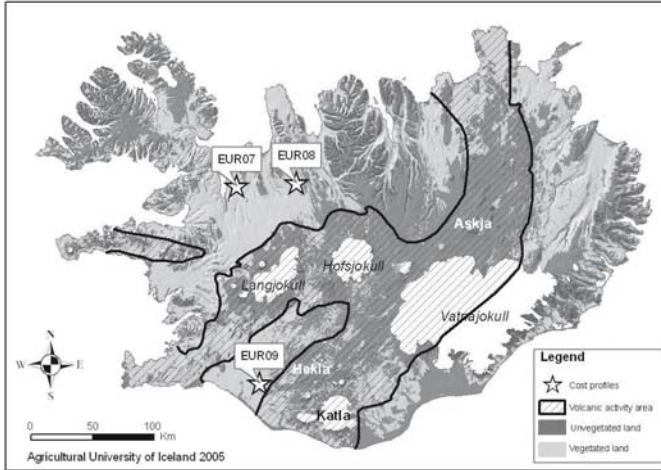 EUR07
EUR08
Askja
Hofsjokull
Langjokull
Vatnajokull
EUR09
Hekla
Katla
N
W E
S
0 50 100
Km
Agricultural University of Iceland 2005
Legend
Cost profiles
Volcanic activity area
Unvegetated land
Vegetated land